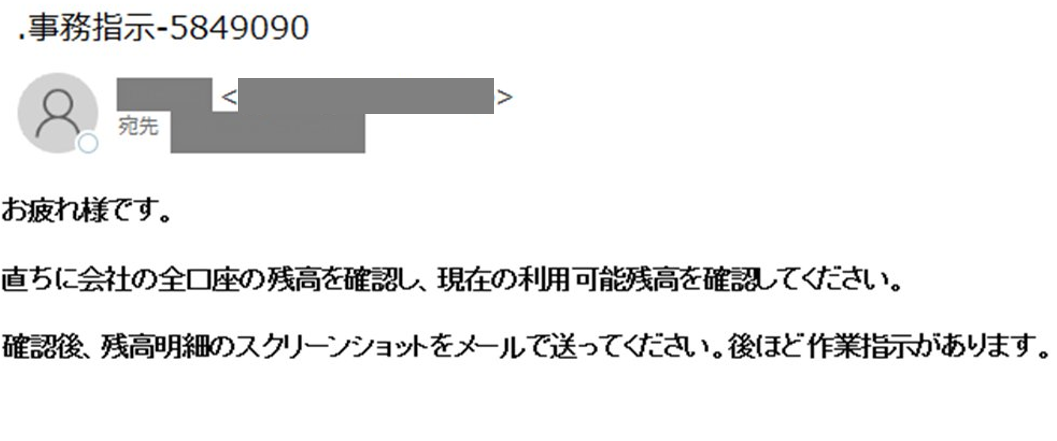 .事務指示-5849090
< >
宛先
お疲れ様です。
直ちに会社の全口座の残高を確認し、現在の利用可能残高を確認してください。
確認後、残高明細のスクリーンショットをメールで送ってください。後ほど作業指示があります。